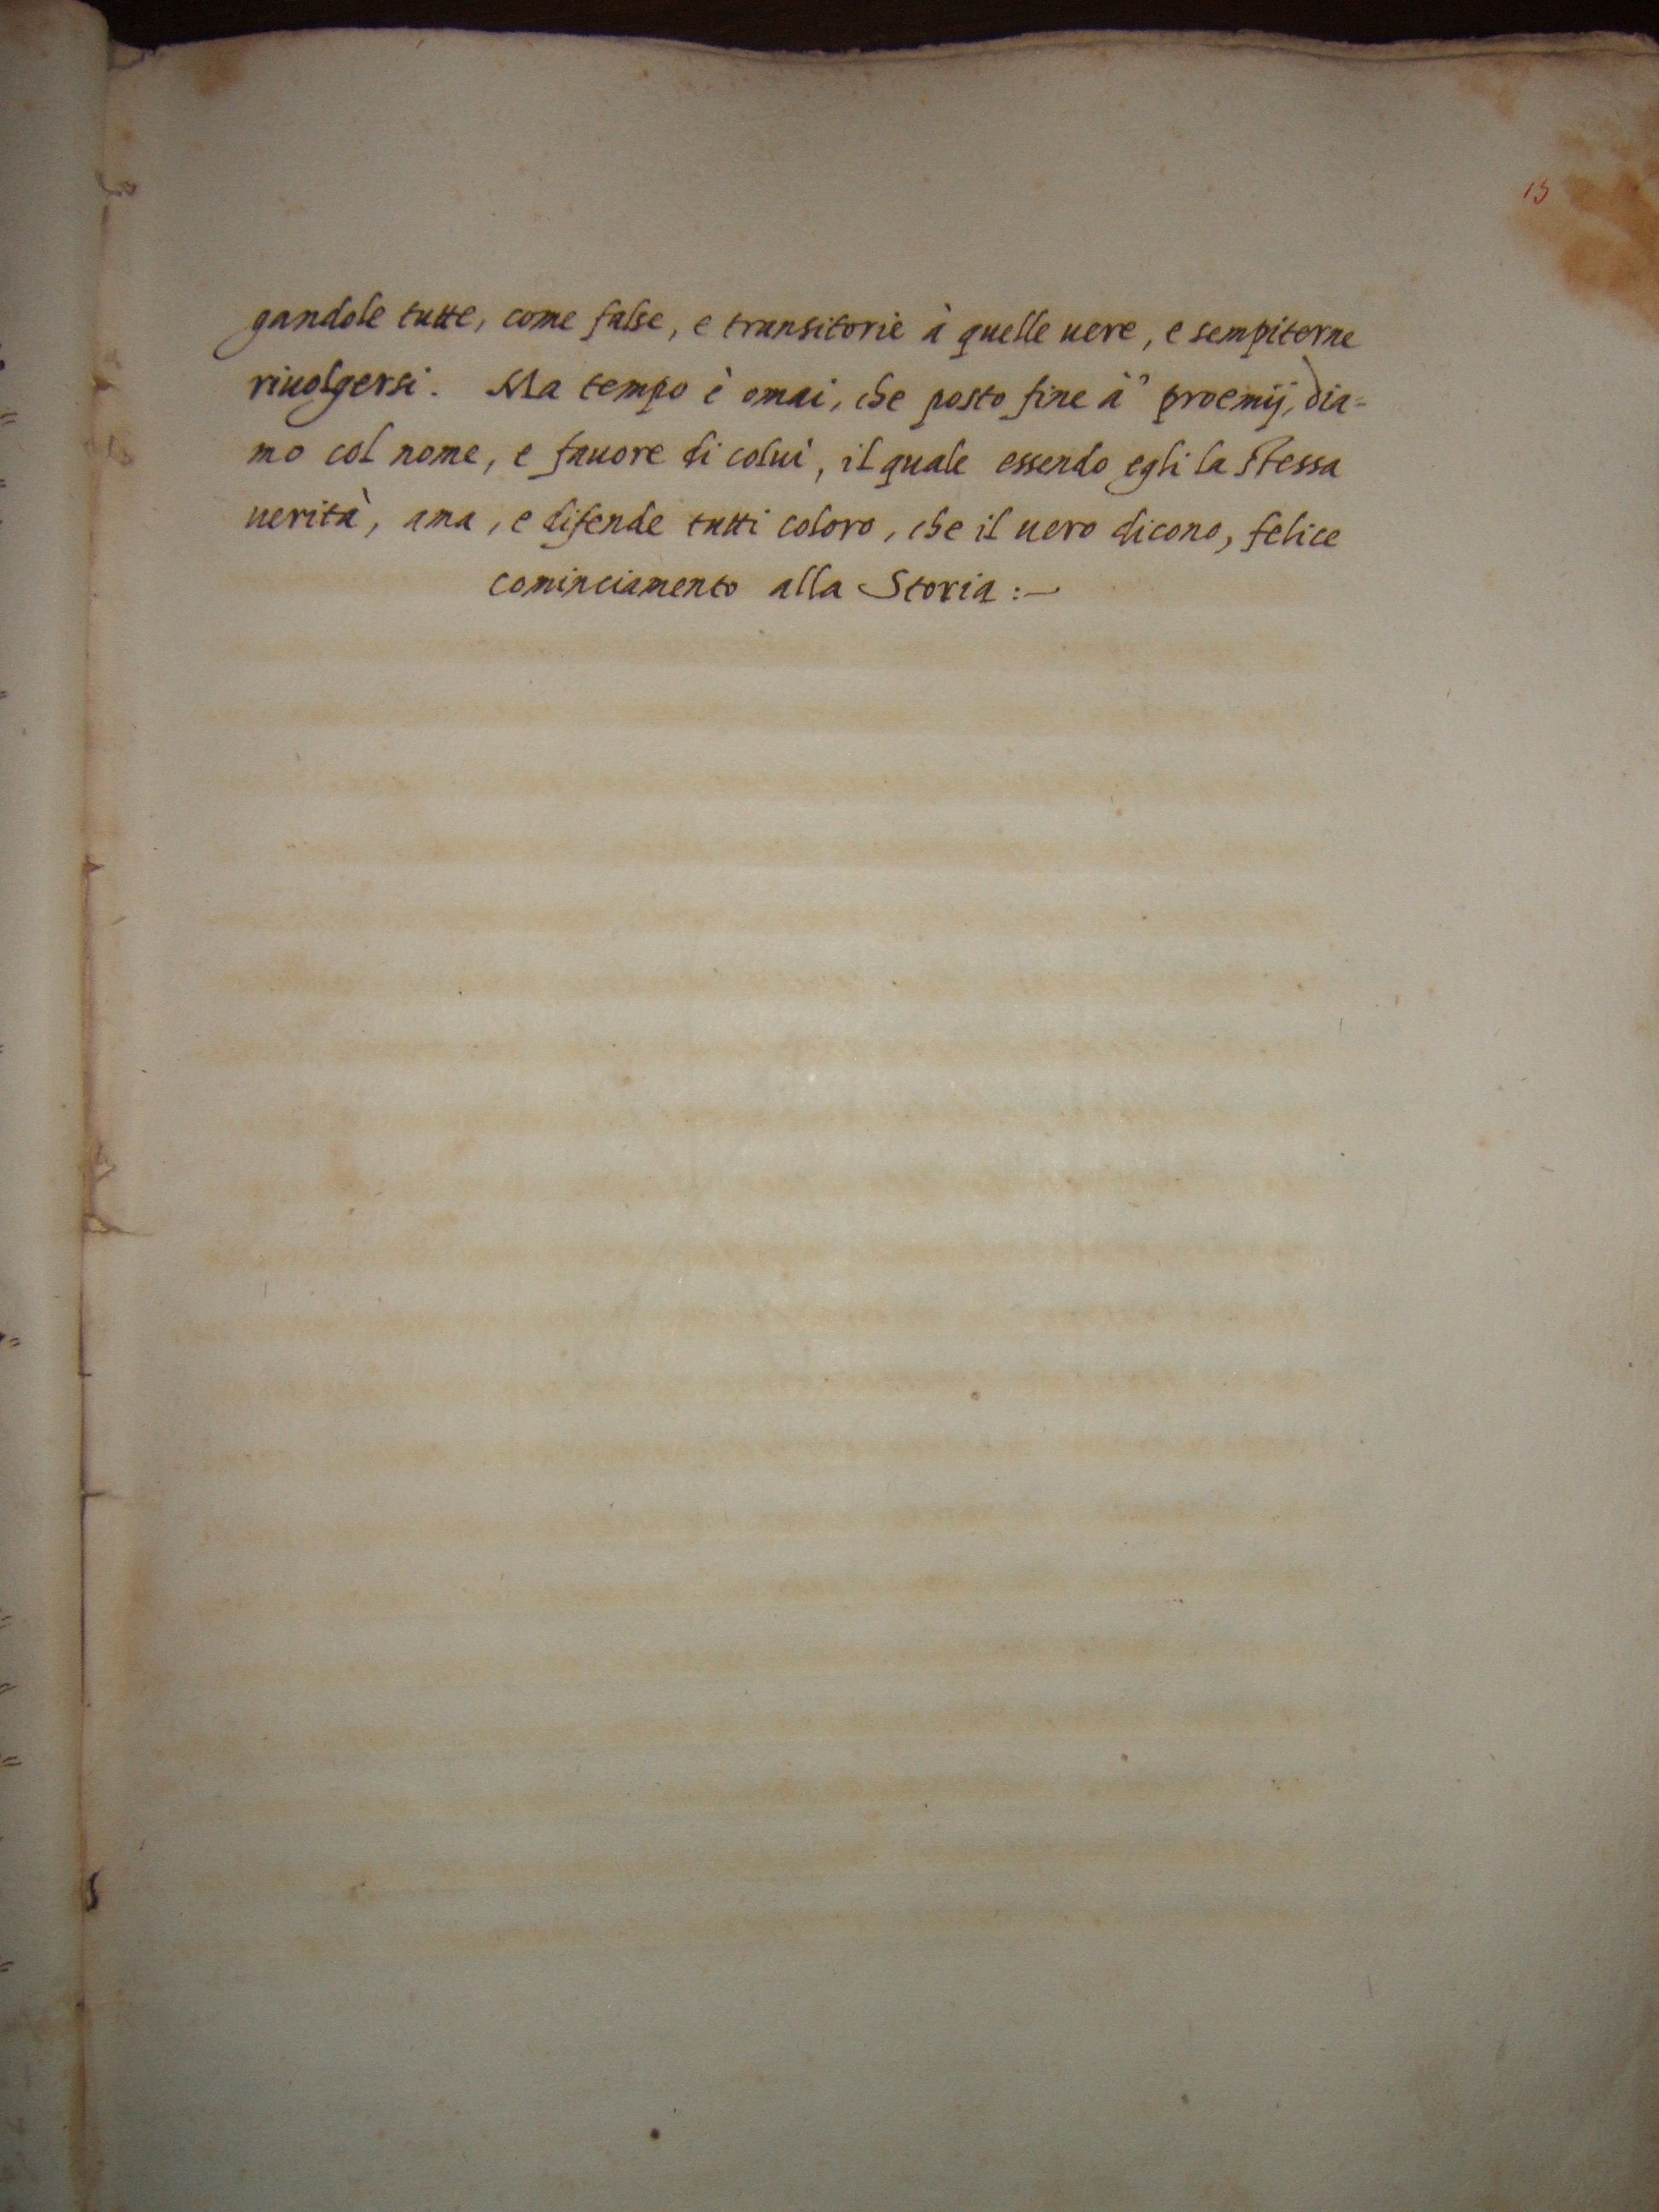 15
gandole tutte, come false, e transitorie à quelle uere, e sempiterne
riuolgersi. Ma tempo è omai, che posto fine à' proemij, dia=
mo col nome, e fauore di colui, il quale essendo egli la stessa
uerità, ama, e difende tutti coloro, che il uero dicono, felice
cominciamento alla Storia :—